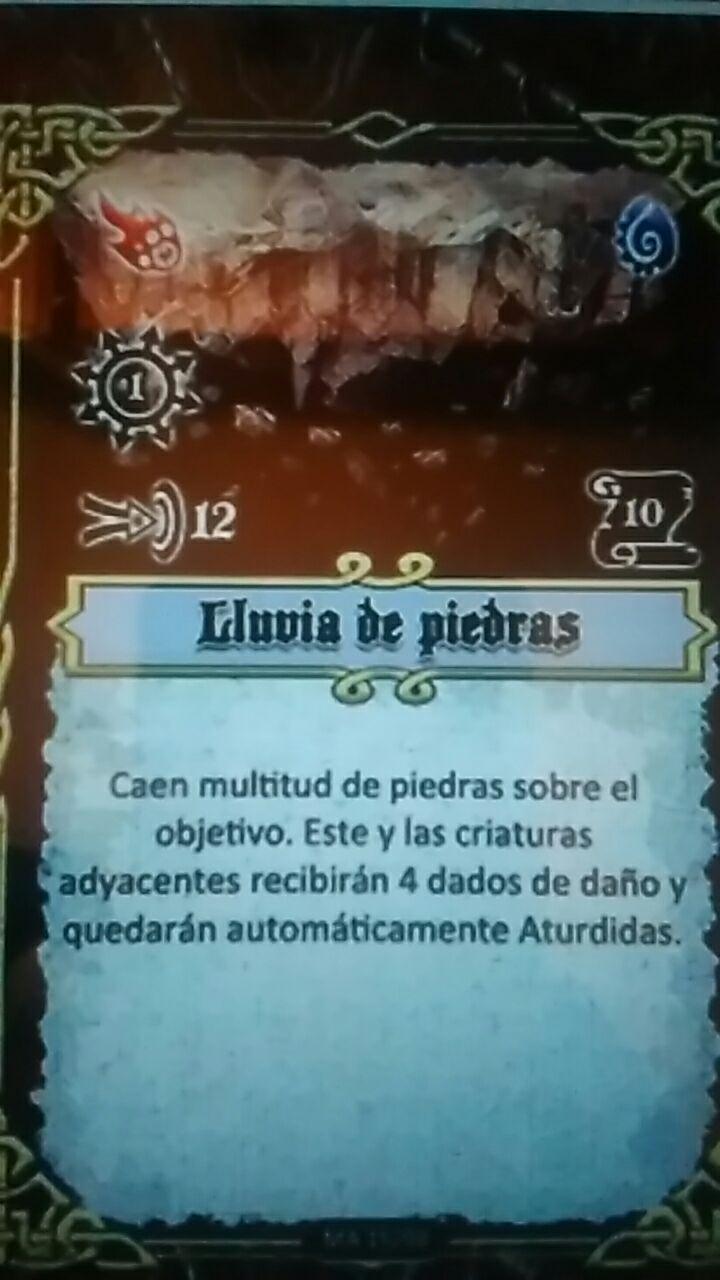 1
12
10
Lluvia de piedras
Caen multitud de piedras sobre el
objetivo. Este y las criaturas
adyacentes recibirán 4 dados de daño y
quedarán automáticamente Aturdidas.